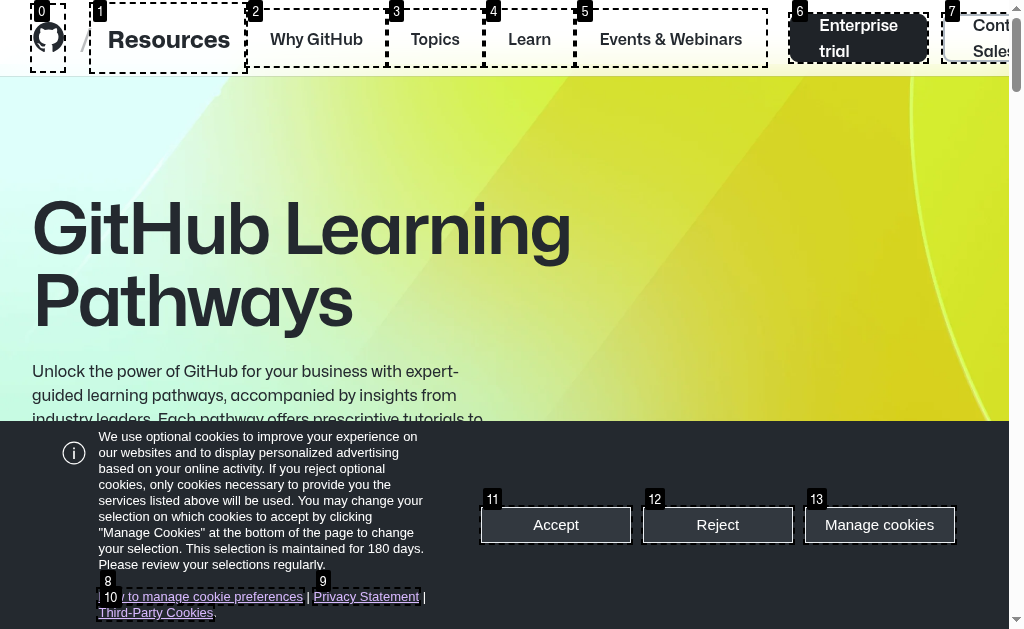 0 1 2 3 4 5 6 7
Resources Why GitHub Topics Learn Events & Webinars
Enterprise
trial
GitHub Learning
Pathways
Unlock the power of GitHub for your business with expert-
guided learning pathways, accompanied by insights from
industry leaders. Each pathway offers prescriptive tutorials to
We use optional cookies to improve your experience on
our websites and to display personalized advertising
based on your online activity. If you reject optional
cookies, only cookies necessary to provide you the
services listed above will be used. You may change your
selection on which cookies to accept by clicking
"Manage Cookies" at the bottom of the page to change
your selection. This selection is maintained for 180 days.
Please review your selections regularly.
8 9
10 to manage cookie preferences | Privacy Statement |
Third-Party Cookies.
11 12 13
Accept Reject Manage cookies